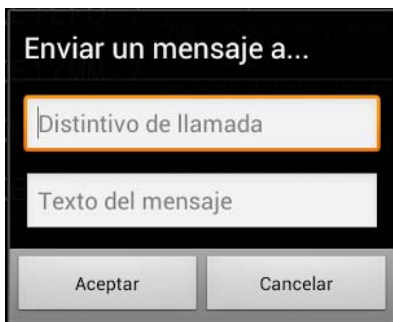 Enviar un mensaje a...
Distintivo de llamada
Texto del mensaje
Aceptar Cancelar